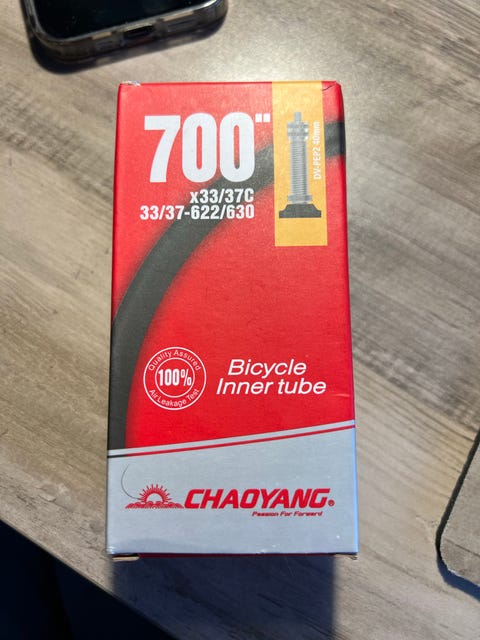 700"
x33/37C
33/37-622/630
DV-PEP2 40mm
Quality Assured
100%
Air Leakage Test
Bicycle
Inner tube
CHAOYANG®
Passion For Forward